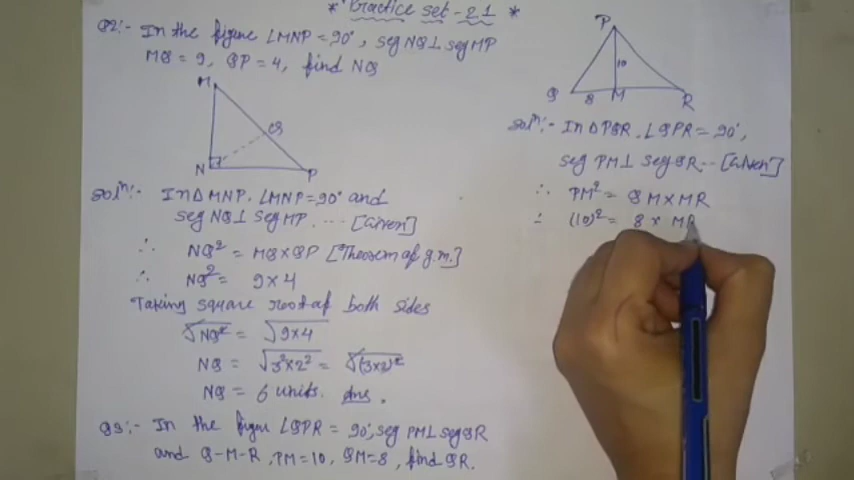 * Practice set - 2.1 *
Q2:- In the figure ∠MNP = 90°, seg NQ ⊥ seg MP
MQ = 9, QP = 4, find NQ
M
Q
N
P
Solⁿ:- In Δ MNP. ∠MNP = 90° and
seg NQ ⊥ seg MP. .... [Given]
∴ NQ² = MQ × QP [Theorem of g.m.]
∴ NQ² = 9 × 4
Taking square root of both sides
√NQ² = √9×4
NQ = √3²×2² = √(3×2)²
NQ = 6 units. Ans.
Q3:- In the figure ∠QPR = 90°, seg PM ⊥ seg QR
and Q-M-R, PM = 10, QM = 8, find QR.
P
10
Q 8 M R
Solⁿ:- In Δ PQR. ∠QPR = 90°,
seg PM ⊥ seg QR... [Given]
∴ PM² = QM × MR
∴ (10)² = 8 × MR